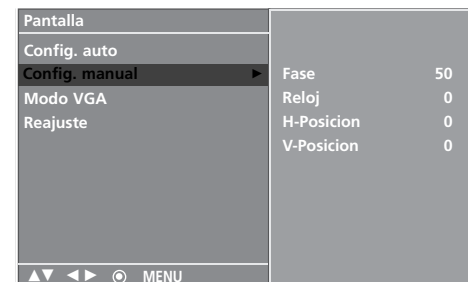 Pantalla
Config. auto
Config. manual ►
Modo VGA
Reajuste
Fase 50
Reloj 0
H-Posicion 0
V-Posicion 0
▲▼ ◄► ◉ MENU